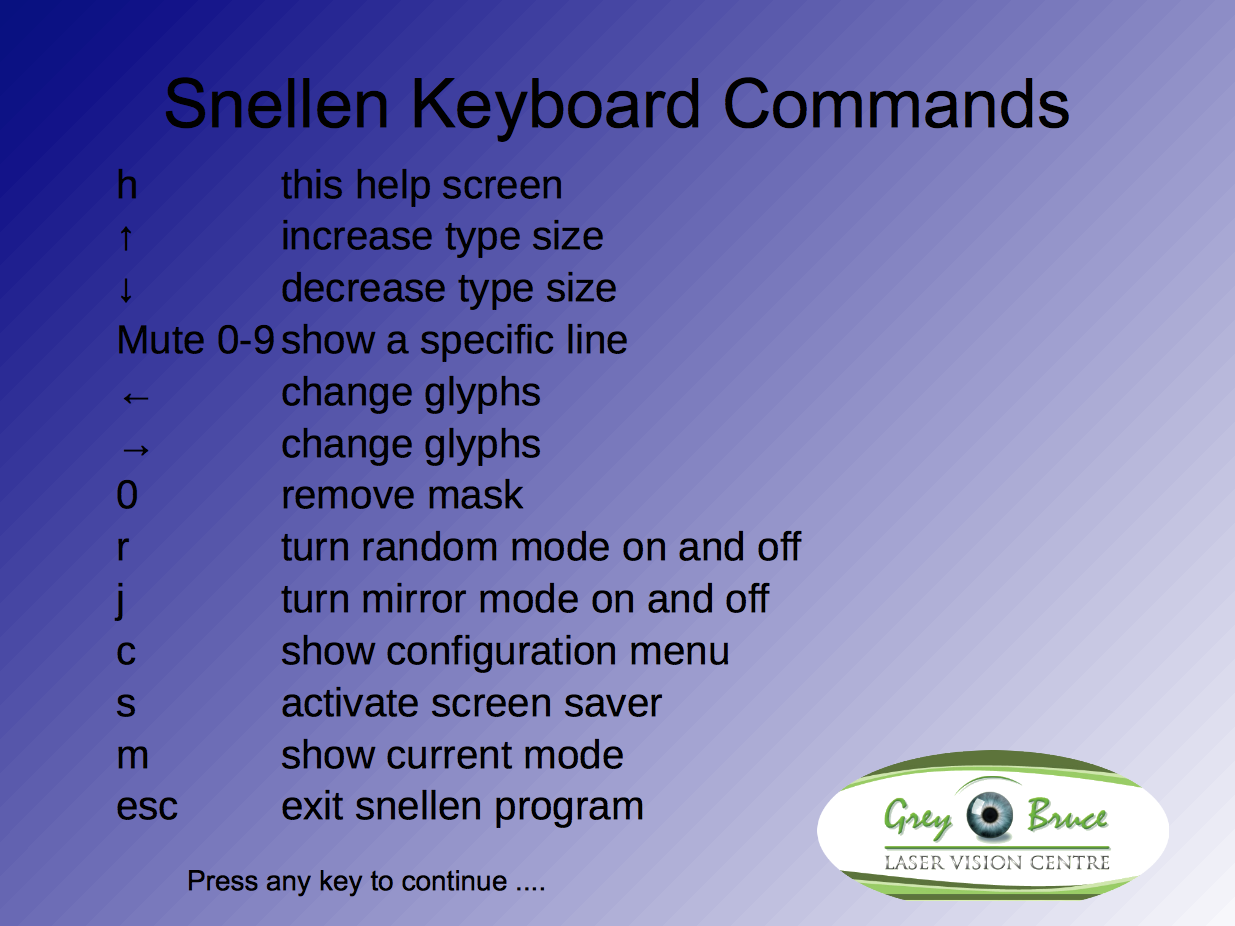 Snellen Keyboard Commands
h this help screen
↑ increase type size
↓ decrease type size
Mute 0-9 show a specific line
← change glyphs
→ change glyphs
0 remove mask
r turn random mode on and off
j turn mirror mode on and off
c show configuration menu
s activate screen saver
m show current mode
esc exit snellen program
Press any key to continue ....
Grey Bruce
LASER VISION CENTRE